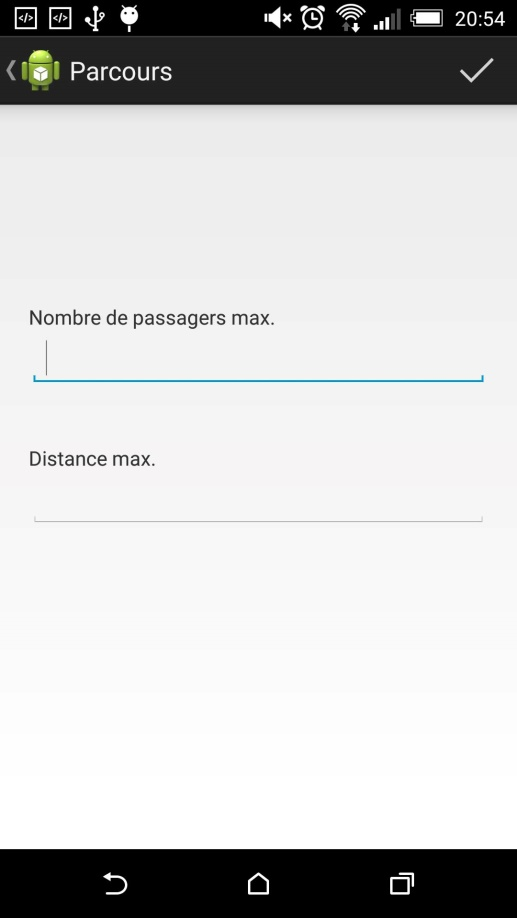 20:54
Parcours
Nombre de passagers max.
Distance max.